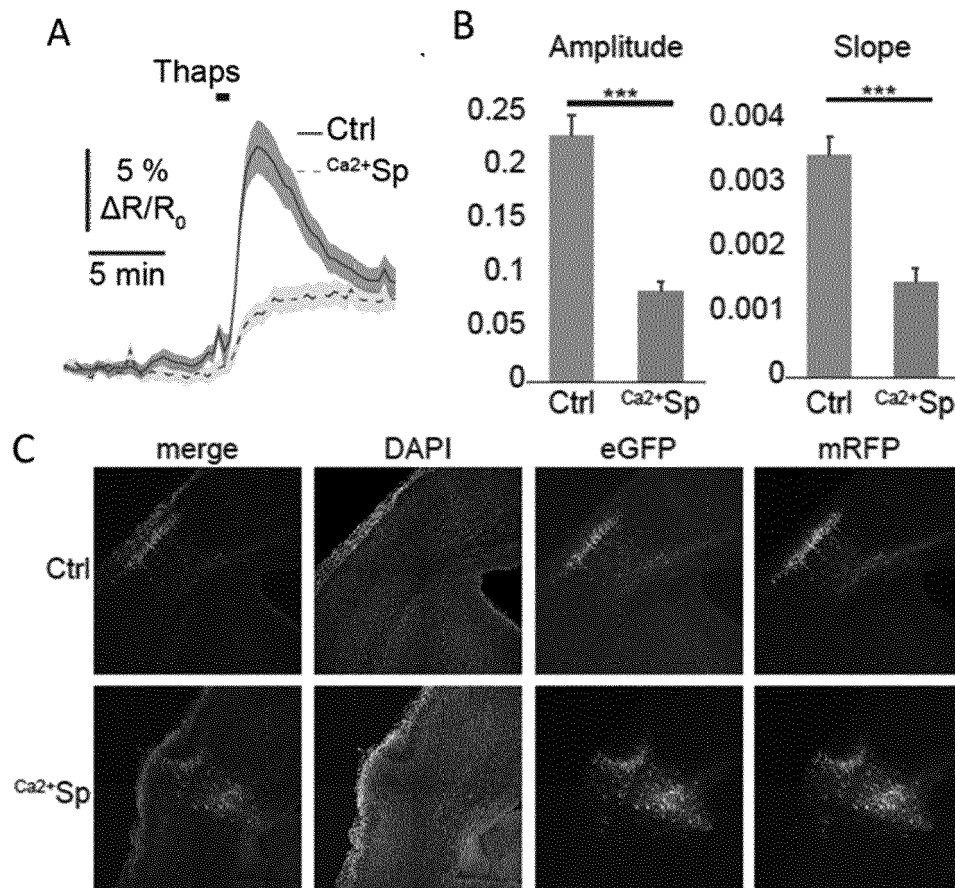 A
Thaps
Ctrl
Ca2+Sp
5 %
ΔR/R0
5 min
B
Amplitude
***
0.25
0.2
0.15
0.1
0.05
0
Ctrl
Ca2+Sp
Slope
***
0.004
0.003
0.002
0.001
0
Ctrl
Ca2+Sp
C
merge
DAPI
eGFP
mRFP
Ctrl
Ca2+Sp